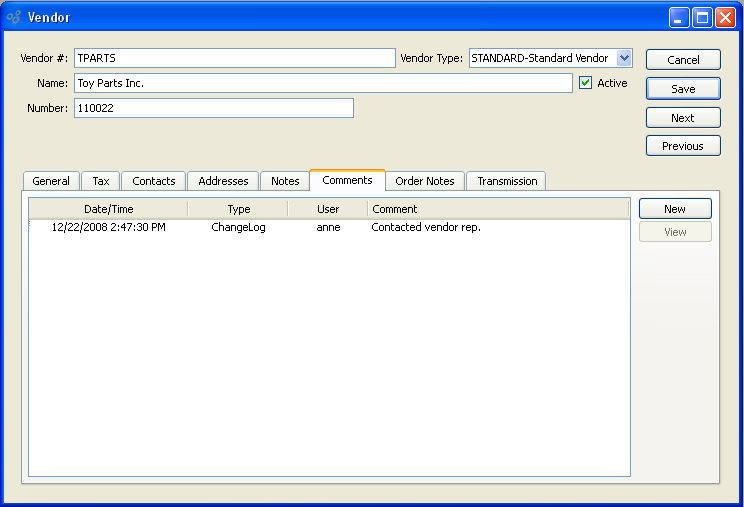 Vendor
Vendor #: TPARTS Vendor Type: STANDARD-Standard Vendor Cancel
Name: Toy Parts Inc. Active Save
Number: 110022 Next
Previous
General Tax Contacts Addresses Notes Comments Order Notes Transmission
Date/Time Type User Comment New
12/22/2008 2:47:30 PM ChangeLog anne Contacted vendor rep. View